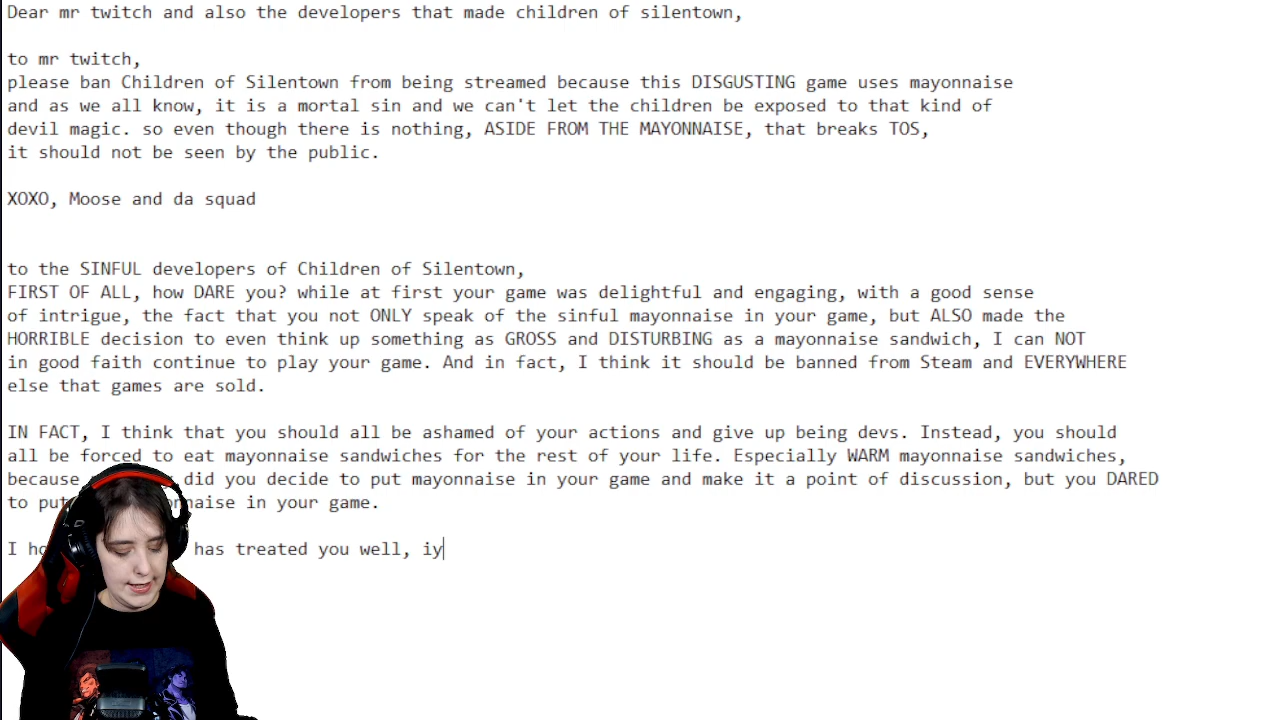 Dear mr twitch and also the developers that made children of silentown,
to mr twitch,
please ban Children of Silentown from being streamed because this DISGUSTING game uses mayonnaise
and as we all know, it is a mortal sin and we can't let the children be exposed to that kind of
devil magic. so even though there is nothing, ASIDE FROM THE MAYONNAISE, that breaks TOS,
it should not be seen by the public.
XOXO, Moose and da squad
to the SINFUL developers of Children of Silentown,
FIRST OF ALL, how DARE you? while at first your game was delightful and engaging, with a good sense
of intrigue, the fact that you not ONLY speak of the sinful mayonnaise in your game, but ALSO made the
HORRIBLE decision to even think up something as GROSS and DISTURBING as a mayonnaise sandwich, I can NOT
in good faith continue to play your game. And in fact, I think it should be banned from Steam and EVERYWHERE
else that games are sold.
IN FACT, I think that you should all be ashamed of your actions and give up being devs. Instead, you should
all be forced to eat mayonnaise sandwiches for the rest of your life. Especially WARM mayonnaise sandwiches,
because did you decide to put mayonnaise in your game and make it a point of discussion, but you DARED
to put in your game.
I has treated you well, iy